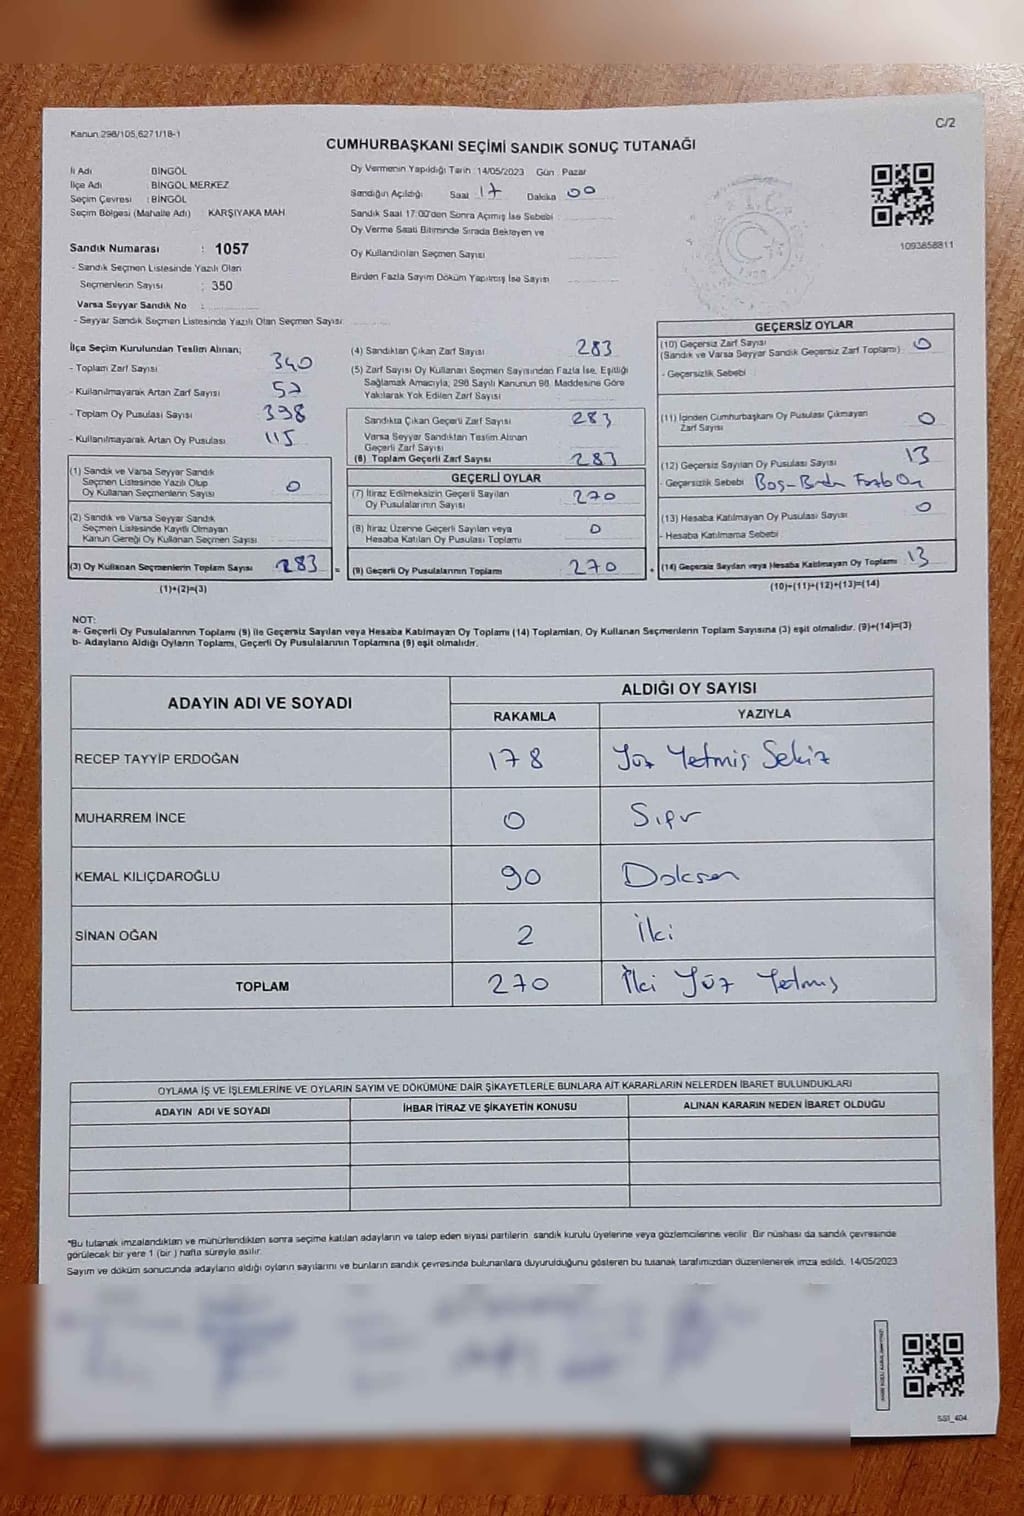 Kanun 298/105,6271/18-1
C/2
CUMHURBAŞKANI SEÇİMİ SANDIK SONUÇ TUTANAĞI
İli Adı BİNGÖL
İlçe Adı BİNGÖL MERKEZ
Seçim Çevresi : BİNGÖL
Seçim Bölgesi (Mahalle Adı) KARŞIYAKA MAH
Sandık Numarası : 1057
- Sandık Seçmen Listesinde Yazılı Olan
Seçmenlerin Sayısı : 350
Varsa Seyyar Sandık No :
- Seyyar Sandık Seçmen Listesinde Yazılı Olan Seçmen Sayısı:
Oy Vermenin Yapıldığı Tarih : 14/05/2023 Gün : Pazar
Sandığın Açıldığı Saat 17 Dakika 00
Sandık Saat 17:00'den Sonra Açımış İse Sebebi
Oy Verme Saati Bitiminde Sırada Bekleyen ve
Oy Kullandırılan Seçmen Sayısı
Birden Fazla Sayım Döküm Yapılmış İse Sayısı
T.C.
1093858811
İlçe Seçim Kurulundan Teslim Alınan;
- Toplam Zarf Sayısı 340
- Kullanılmayarak Artan Zarf Sayısı 57
- Toplam Oy Pusulası Sayısı 398
- Kullanılmayarak Artan Oy Pusulası 115
(1) Sandık ve Varsa Seyyar Sandık
Seçmen Listesinde Yazılı Olup
Oy Kullanan Seçmenlerin Sayısı 0
(2) Sandık ve Varsa Seyyar Sandık
Seçmen Listesinde Kayıtlı Olmayan
Kanun Gereği Oy Kullanan Seçmen Sayısı
(3) Oy Kullanan Seçmenlerin Toplam Sayısı 283 =
(1)+(2)=(3)
(4) Sandıktan Çıkan Zarf Sayısı 283
(5) Zarf Sayısı Oy Kullanan Seçmen Sayısından Fazla İse, Eşitliği
Sağlamak Amacıyla, 298 Sayılı Kanunun 98. Maddesine Göre
Yakılarak Yok Edilen Zarf Sayısı
Sandıkta Çıkan Geçerli Zarf Sayısı 283
Varsa Seyyar Sandıktan Teslim Alınan
Geçerli Zarf Sayısı
(6) Toplam Geçerli Zarf Sayısı 283
GEÇERLİ OYLAR
(7) İtiraz Edilmeksizin Geçerli Sayılan
Oy Pusulalarının Sayısı 270
(8) İtiraz Üzerine Geçerli Sayılan veya
Hesaba Katılan Oy Pusulası Toplamı 0
(9) Geçerli Oy Pusulalarının Toplamı 270 +
GEÇERSİZ OYLAR
(10) Geçersiz Zarf Sayısı 0
(Sandık ve Varsa Seyyar Sandık Geçersiz Zarf Toplamı)
- Geçersizlik Sebebi
(11) İçinden Cumhurbaşkanı Oy Pusulası Çıkmayan
Zarf Sayısı 0
(12) Geçersiz Sayılan Oy Pusulası Sayısı 13
- Geçersizlik Sebebi Boş-
(13) Hesaba Katılmayan Oy Pusulası Sayısı 0
- Hesaba Katılmama Sebebi
(14) Geçersiz Sayılan veya Hesaba Katılmayan Oy Toplamı 13
(10)+(11)+(12)+(13)=(14)
NOT:
a- Geçerli Oy Pusulalarının Toplamı (9) ile Geçersiz Sayılan veya Hesaba Katılmayan Oy Toplamı (14) Toplamları, Oy Kullanan Seçmenlerin Toplam Sayısına (3) eşit olmalıdır. (9)+(14)=(3)
b- Adayların Aldığı Oyların Toplamı, Geçerli Oy Pusulalarının Toplamına (9) eşit olmalıdır.
ADAYIN ADI VE SOYADI ALDIĞI OY SAYISI
RAKAMLA YAZIYLA
RECEP TAYYİP ERDOĞAN 178 Yüz Yetmiş Sekiz
MUHARREM İNCE 0 Sıfır
KEMAL KILIÇDAROĞLU 90 Doksan
SİNAN OĞAN 2 İki
TOPLAM 270 İki Yüz Yetmiş
OYLAMA İŞ VE İŞLEMLERİNE VE OYLARIN SAYIM VE DÖKÜMÜNE DAİR ŞİKAYETLERLE BUNLARA AİT KARARLARIN NELERDEN İBARET BULUNDUKLARI
ADAYIN ADI VE SOYADI İHBAR İTİRAZ VE ŞİKAYETİN KONUSU ALINAN KARARIN NEDEN İBARET OLDUĞU
*Bu tutanak imzalandıktan ve mühürlendikten sonra seçime katılan adayların ve talep eden siyasi partilerin sandık kurulu üyelerine veya gözlemcilerine verilir. Bir nüshası da sandık çevresinde
görülecek bir yere 1 (bir ) hafta süreyle asılır.
Sayım ve döküm sonucunda adayların aldığı oyların sayılarını ve bunların sandık çevresinde bulunanlara duyurulduğunu gösteren bu tutanak tarafımızdan düzenlenerek imza edildi. 14/05/2023
SS1_404